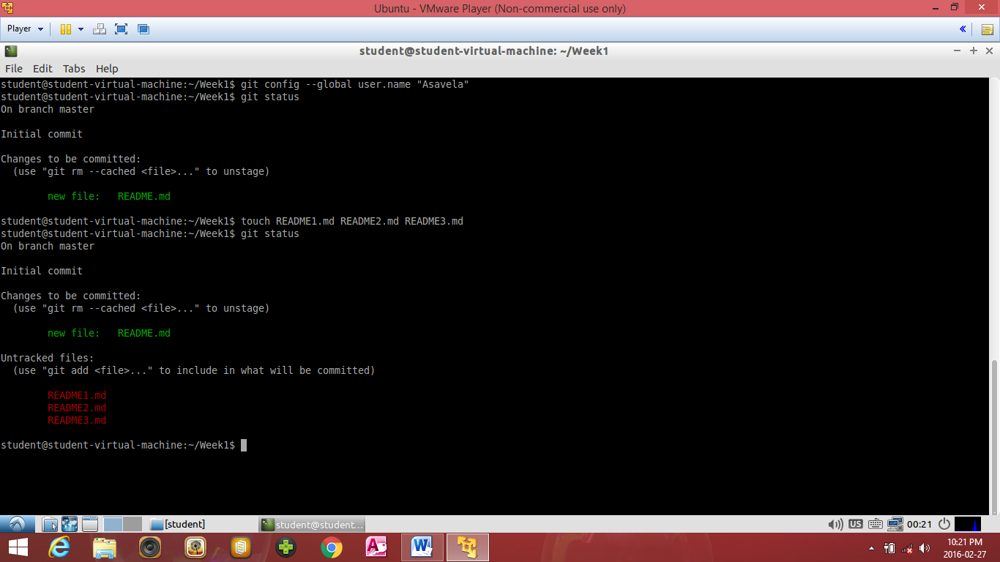 Ubuntu - VMware Player (Non-commercial use only)
Player
student@student-virtual-machine: ~/Week1
File Edit Tabs Help
student@student-virtual-machine:~/Week1$ git config --global user.name "Asavela"
student@student-virtual-machine:~/Week1$ git status
On branch master
Initial commit
Changes to be committed:
(use "git rm --cached <file>..." to unstage)
new file: README.md
student@student-virtual-machine:~/Week1$ touch README1.md README2.md README3.md
student@student-virtual-machine:~/Week1$ git status
On branch master
Initial commit
Changes to be committed:
(use "git rm --cached <file>..." to unstage)
new file: README.md
Untracked files:
(use "git add <file>..." to include in what will be committed)
README1.md
README2.md
README3.md
student@student-virtual-machine:~/Week1$
[student] student@student... US 00:21
10:21 PM
2016-02-27